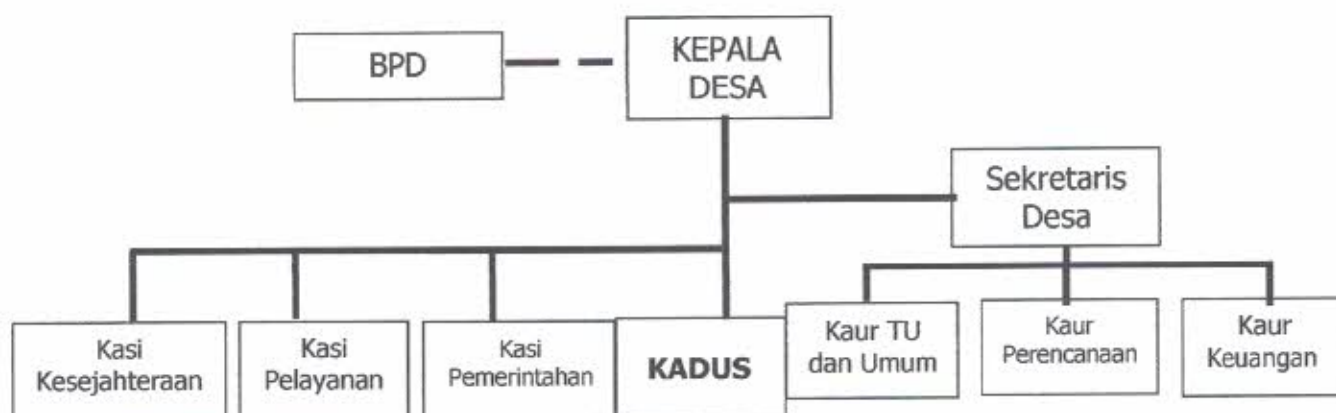 BPD
KEPALA
DESA
Sekretaris
Desa
Kasi
Kesejahteraan
Kasi
Pelayanan
Kasi
Pemerintahan
KADUS
Kaur TU
dan Umum
Kaur
Perencanaan
Kaur
Keuangan